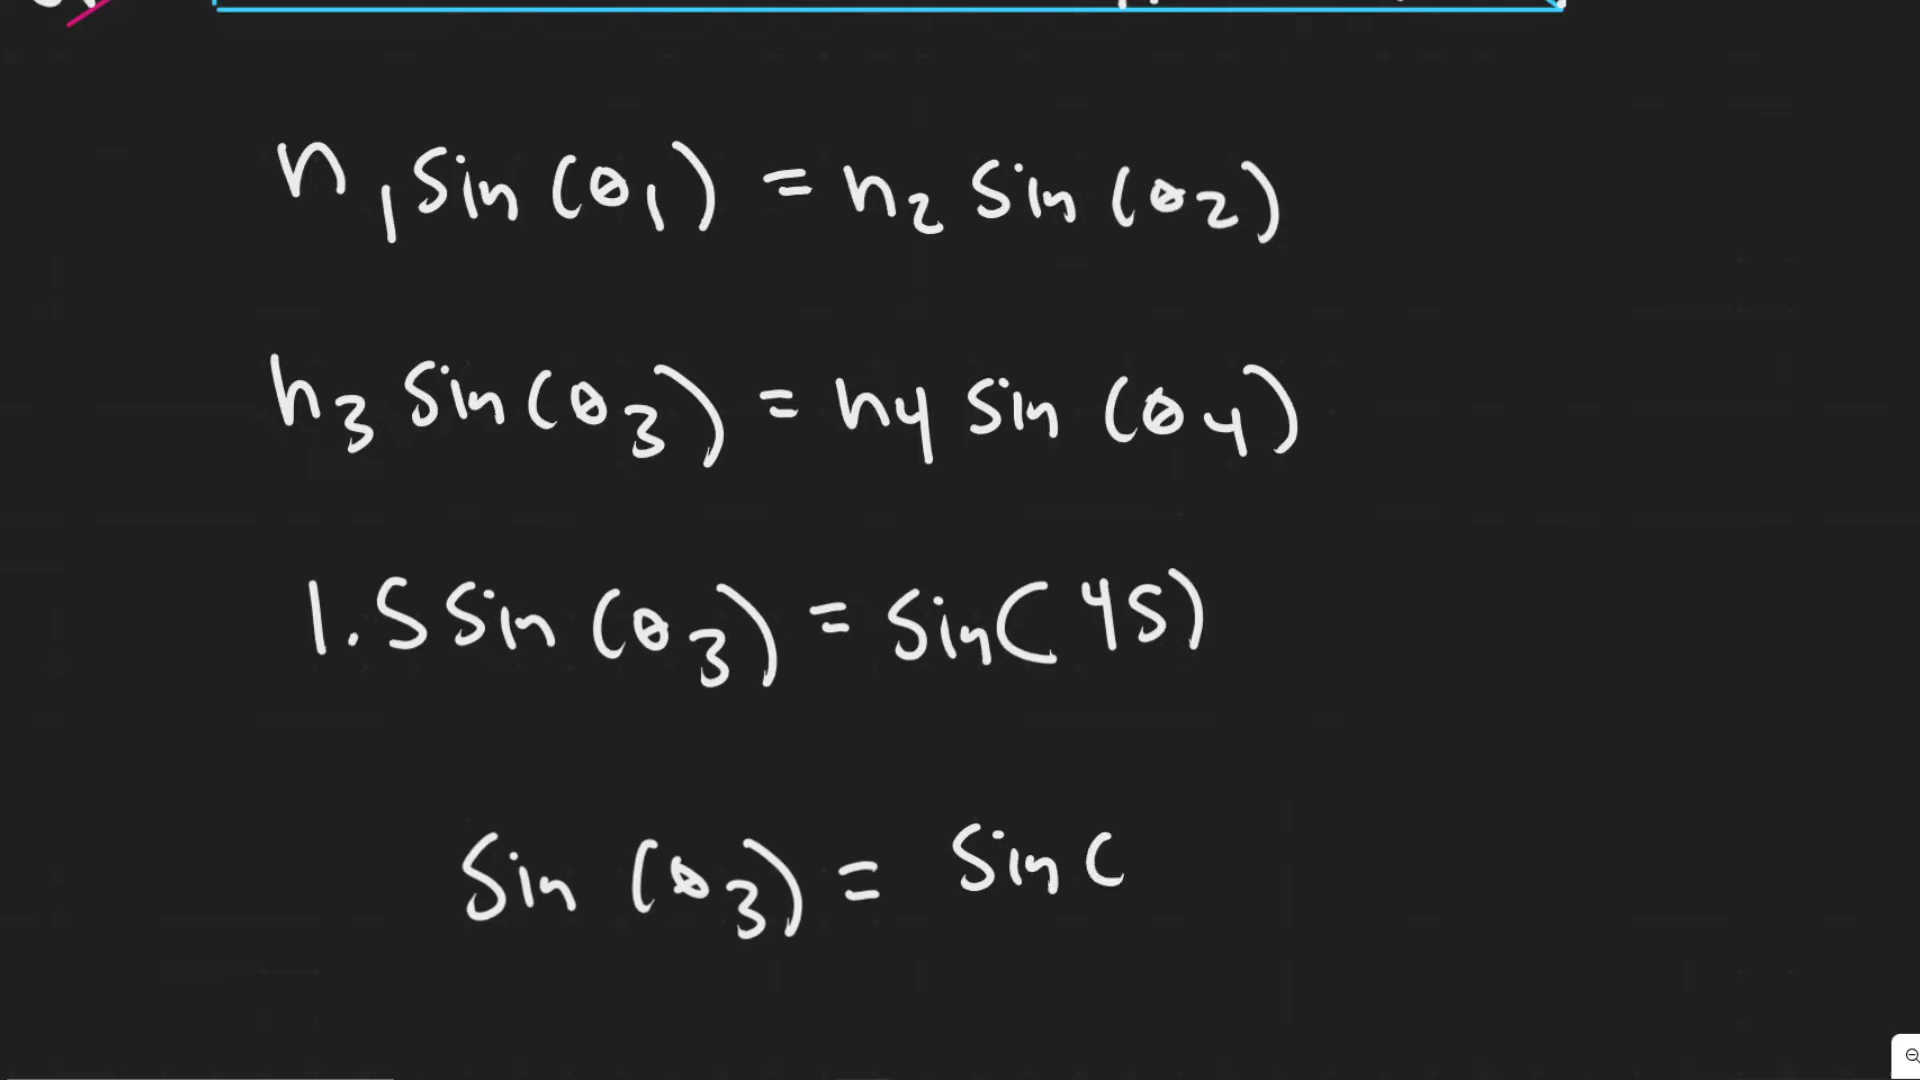 n₁ sin(θ₁) = n₂ sin(θ₂)
n₃ sin(θ₃) = n₄ sin(θ₄)
1.5 sin(θ₃) = sin(45)
sin(θ₃) = sin(